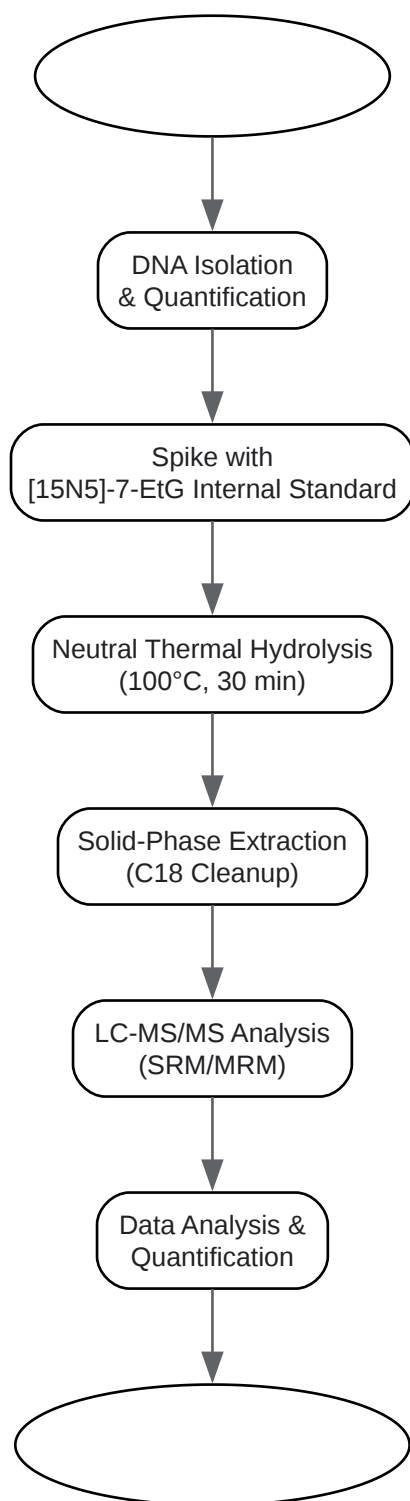 DNA Isolation
& Quantification
Spike with
[15N5]-7-EtG Internal Standard
Neutral Thermal Hydrolysis
(100°C, 30 min)
Solid-Phase Extraction
(C18 Cleanup)
LC-MS/MS Analysis
(SRM/MRM)
Data Analysis &
Quantification